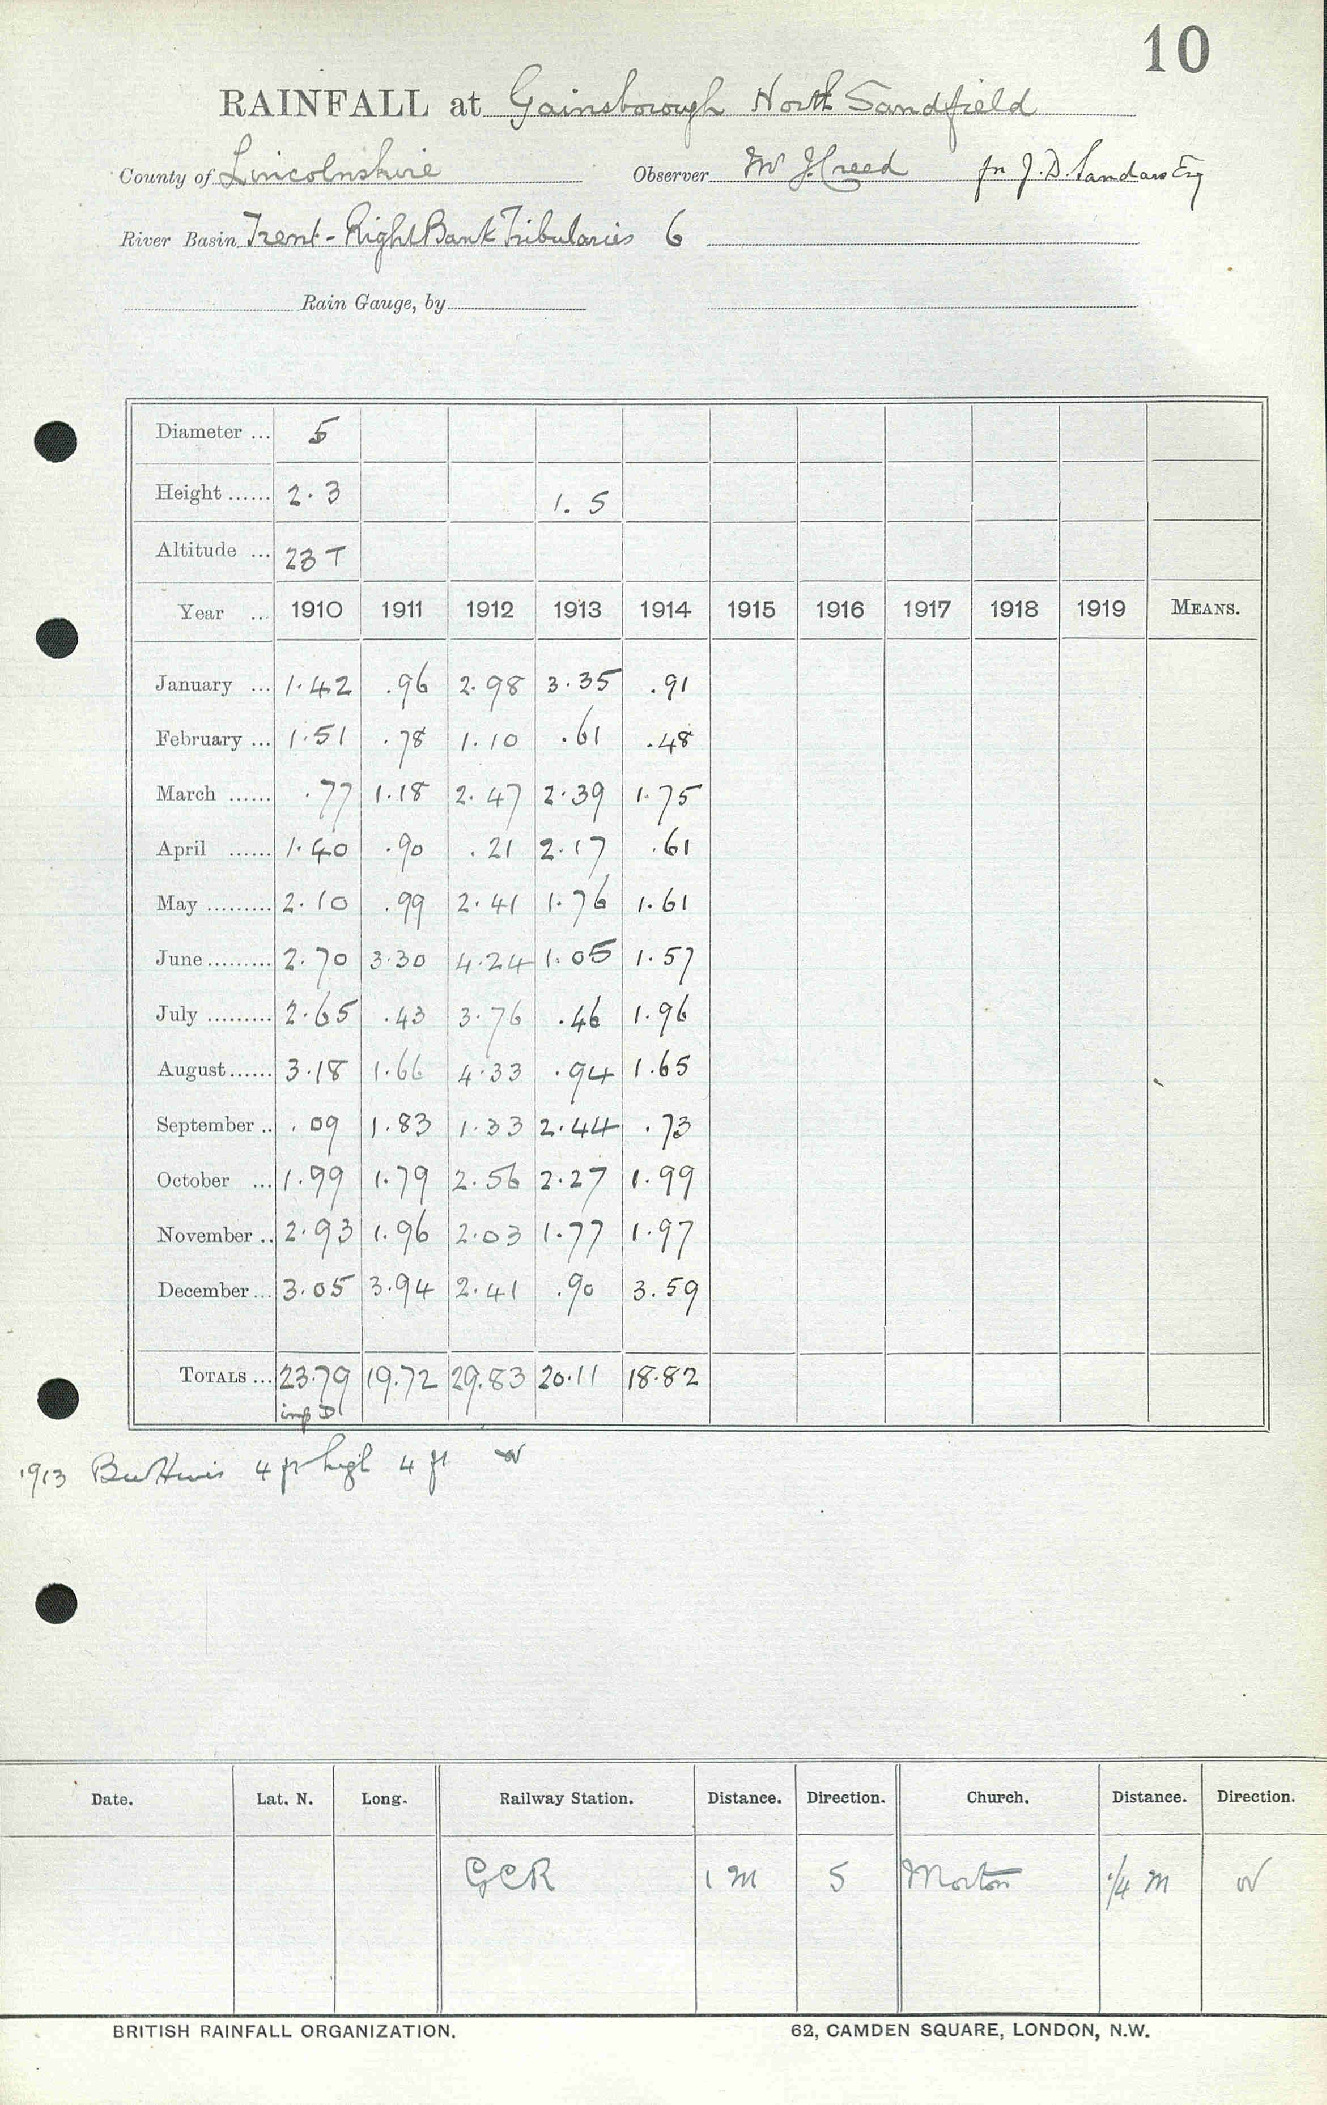 10
RAINFALL at Gainsborough North Sandfield
County of Lincolnshire Observer Mr J. Creed for J. D. Sandars Esq
River Basin Trent - Right Bank Tributaries 6
Rain Gauge, by
Diameter ... 5
Height ...... 2.3 1.5
Altitude ... 23 T
Year ... 1910 1911 1912 1913 1914 1915 1916 1917 1918 1919 MEANS.
January ... 1.42 .96 2.98 3.35 .91
February ... 1.51 .78 1.10 .61 .48
March ...... .77 1.18 2.47 2.39 1.75
April ...... 1.40 .90 .21 2.17 .61
May ......... 2.10 .99 2.41 1.76 1.61
June ......... 2.70 3.30 4.24 1.05 1.57
July ......... 2.65 .43 3.76 .46 1.96
August ...... 3.18 1.66 4.33 .94 1.65
September .. .09 1.83 1.33 2.44 .73
October ... 1.99 1.79 2.56 2.27 1.99
November .. 2.93 1.96 2.03 1.77 1.97
December ... 3.05 3.94 2.41 .90 3.59
TOTALS ... 23.79 19.72 29.83 20.11 18.82
1913 4 ft high 4 ft W
Date. Lat. N. Long. Railway Station. Distance. Direction. Church. Distance. Direction.
GCR 1 M S Morton 1/4 M W
BRITISH RAINFALL ORGANIZATION. 62, CAMDEN SQUARE, LONDON, N.W.